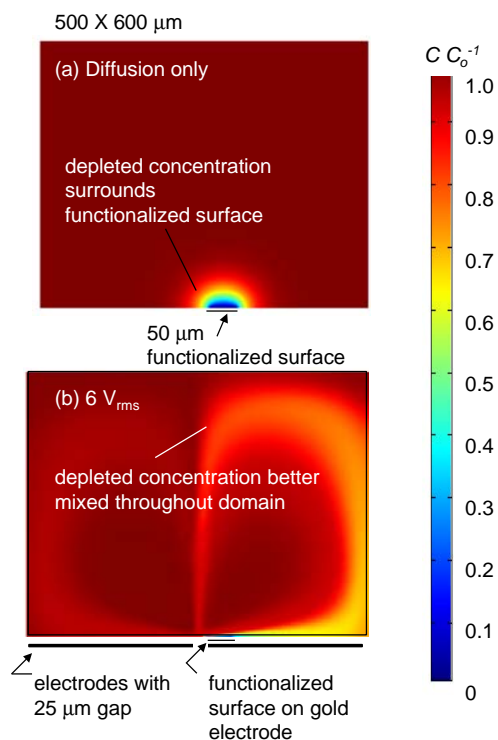 500 X 600 μm
(a) Diffusion only
depleted concentration
surrounds
functionalized surface
50 μm
functionalized surface
(b) 6 Vrms
depleted concentration better
mixed throughout domain
electrodes with
25 μm gap
functionalized
surface on gold
electrode
C Co-1
1.0
0.9
0.8
0.7
0.6
0.5
0.4
0.3
0.2
0.1
0